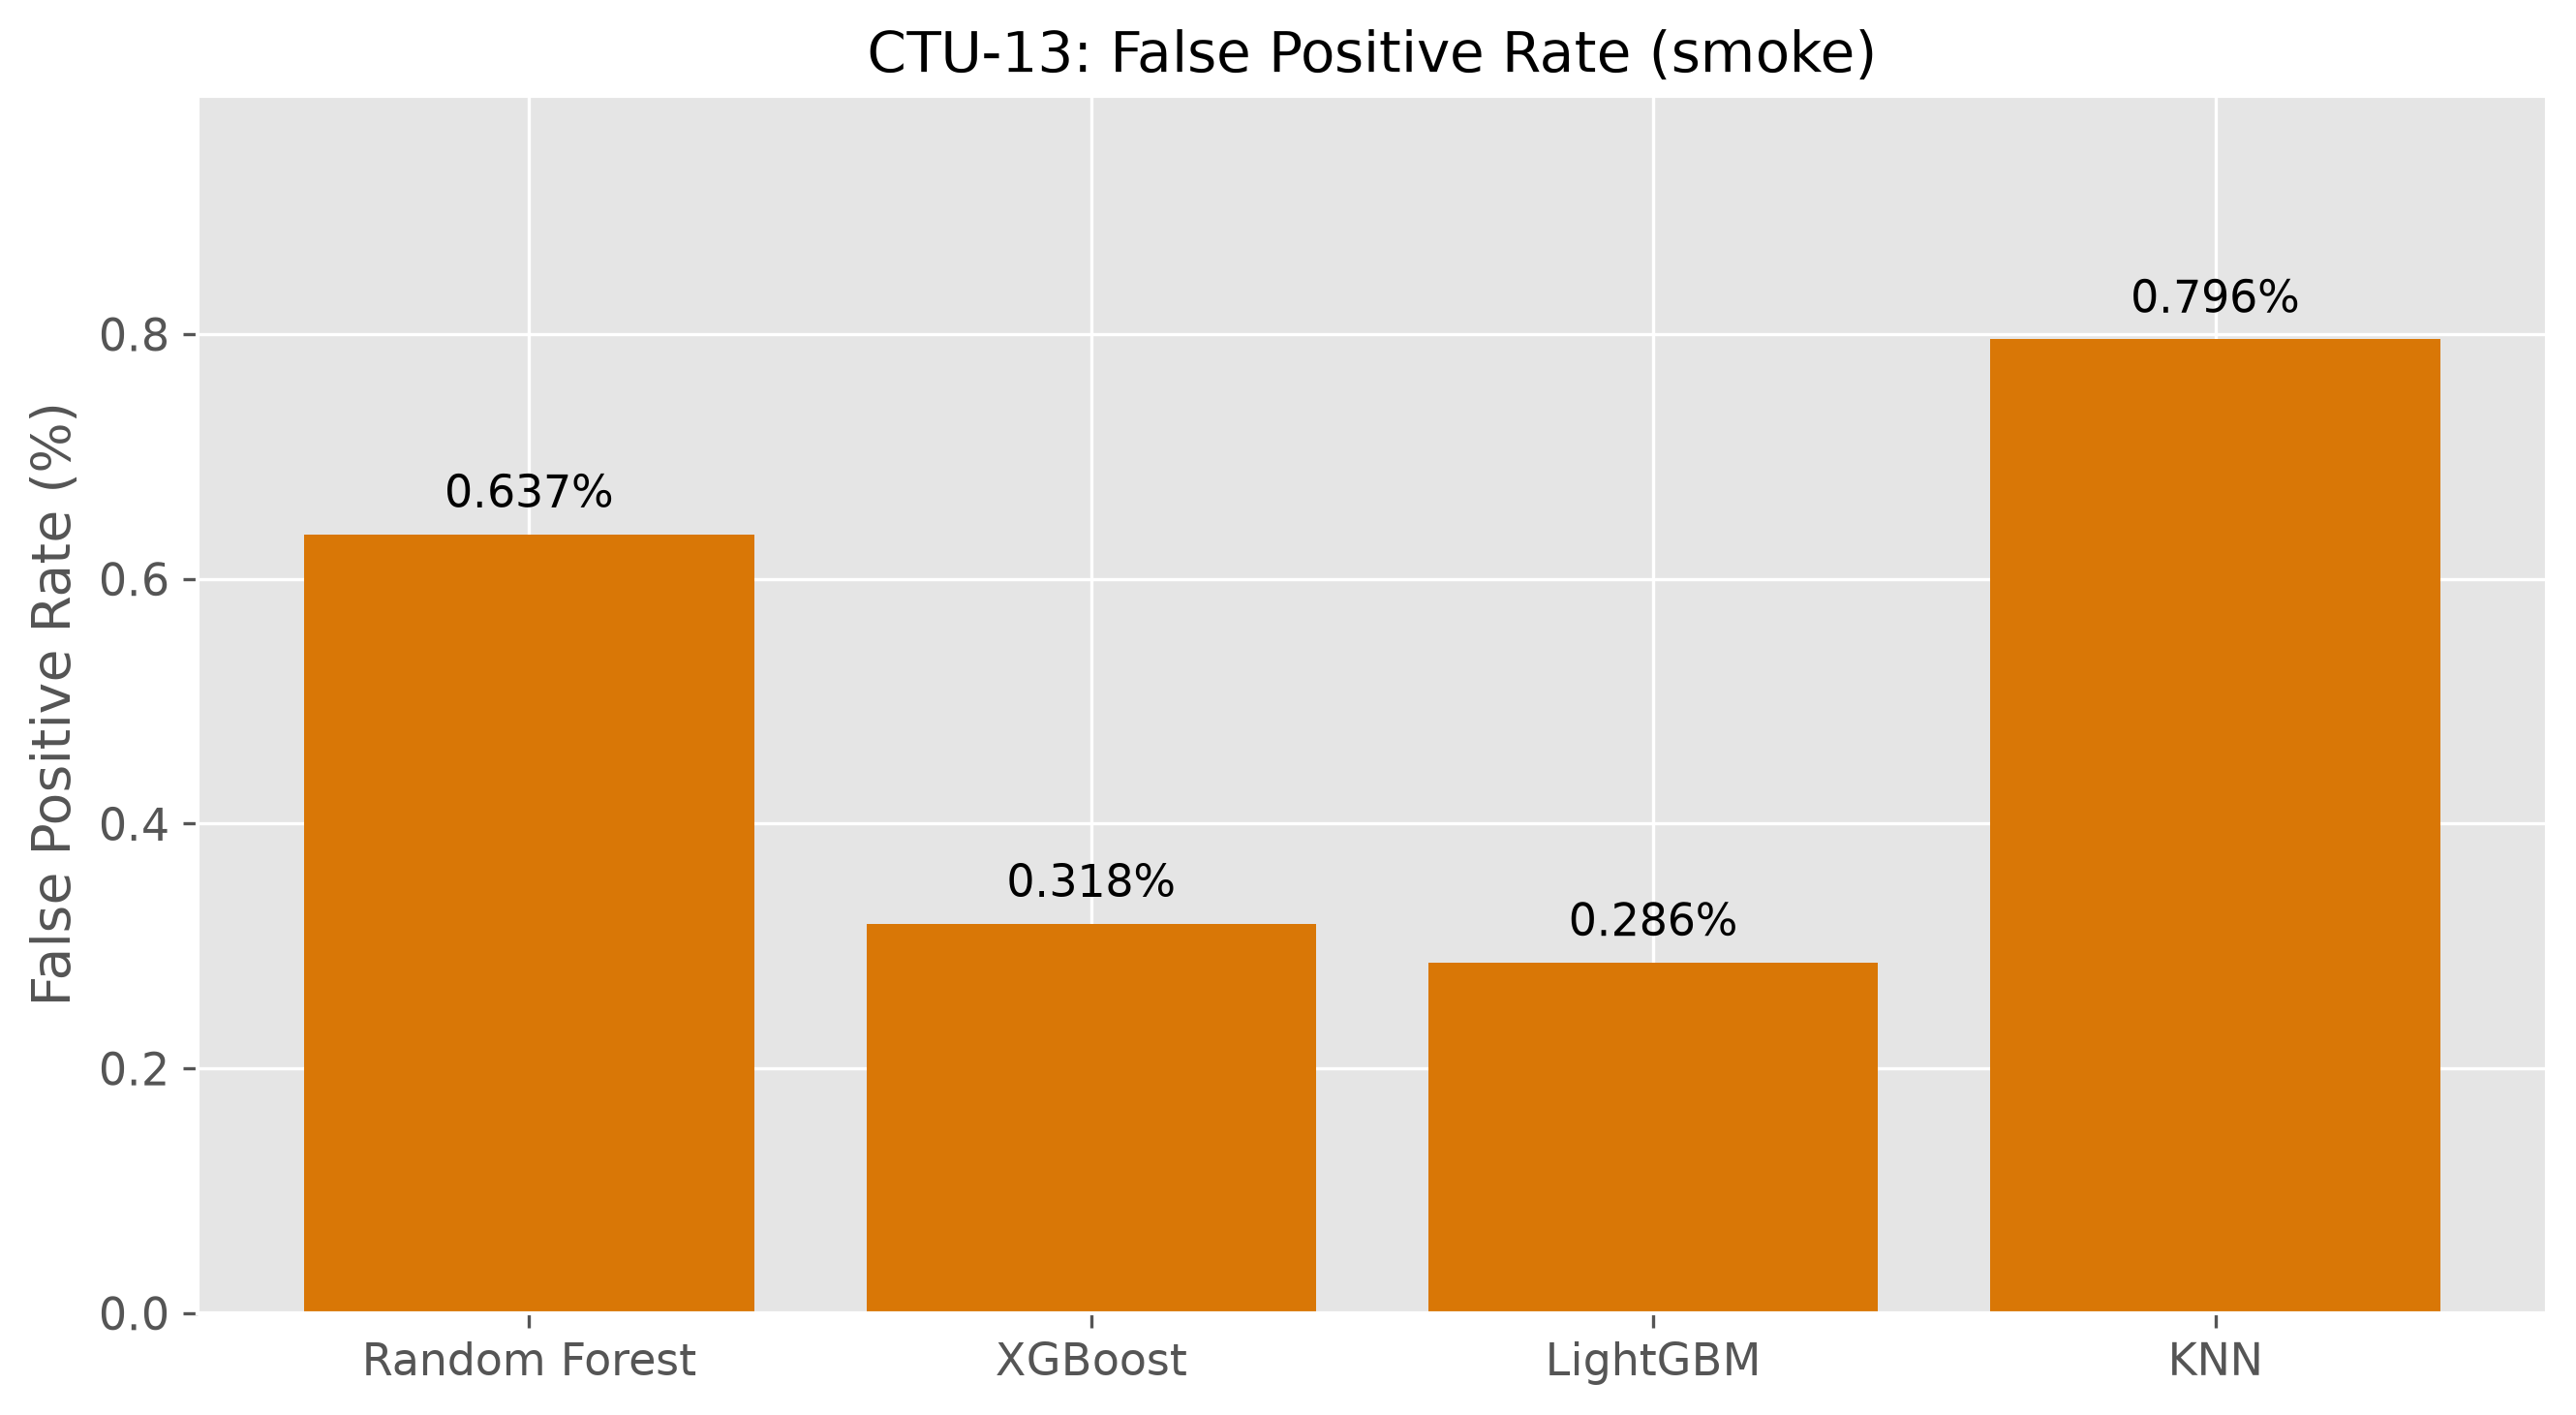 CTU-13: False Positive Rate (smoke)
False Positive Rate (%)
0.8
0.6
0.4
0.2
0.0
0.637%
0.318%
0.286%
0.796%
Random Forest
XGBoost
LightGBM
KNN